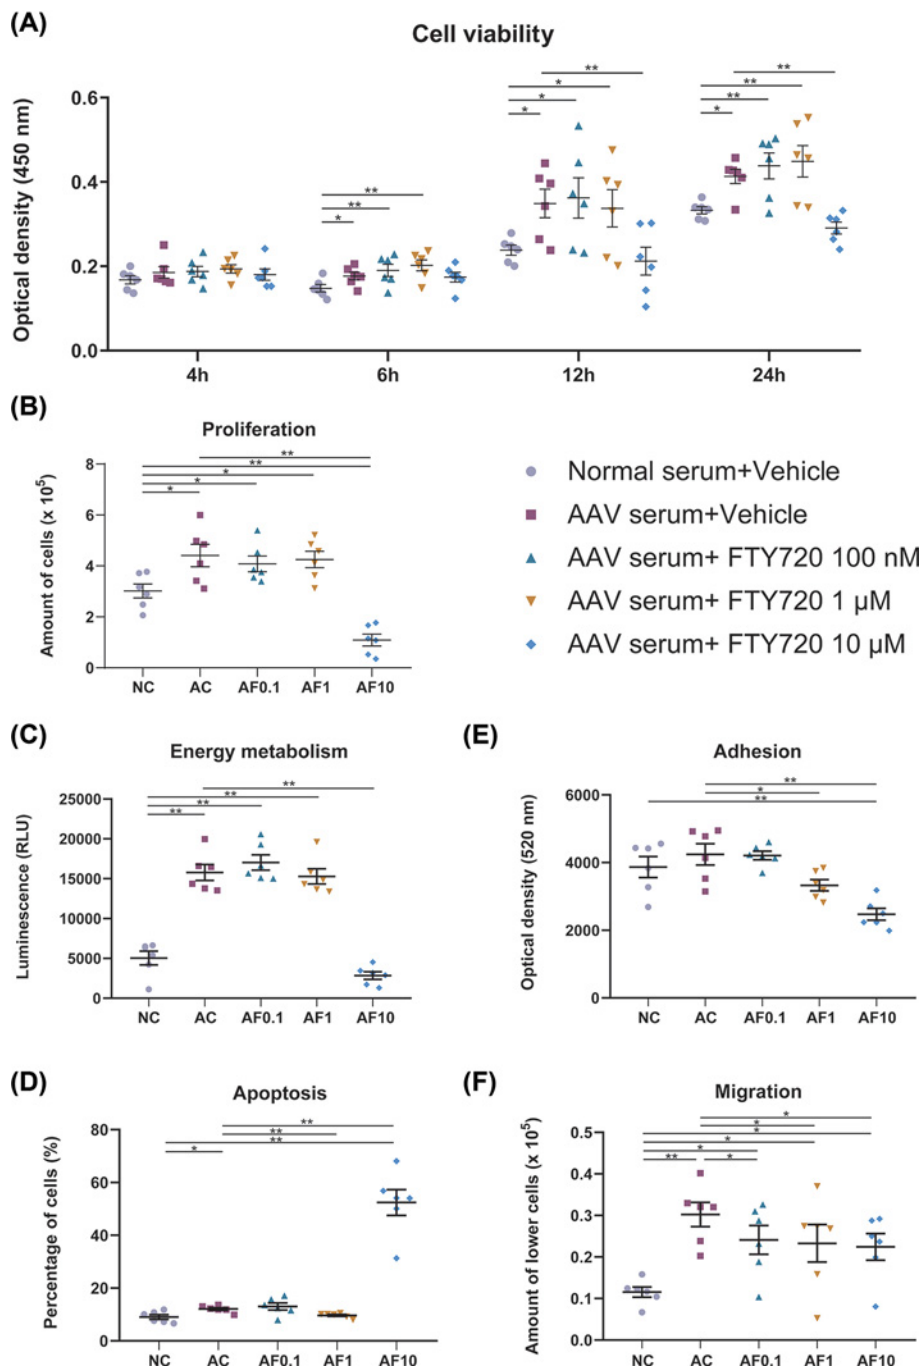 (A)
Cell viability
Optical density (450 nm)
0.6
0.4
0.2
0.0
** ** ** ** 
* * * **
** ** * **
* * *
4h 6h 12h 24h
(B)
Proliferation
Amount of cells (x 10⁵)
8
6
4
2
0
**
**
*
*
*
NC AC AF0.1 AF1 AF10
Normal serum+Vehicle
AAV serum+Vehicle
AAV serum+ FTY720 100 nM
AAV serum+ FTY720 1 μM
AAV serum+ FTY720 10 μM
(C)
Energy metabolism
Luminescence (RLU)
25000
20000
15000
10000
5000
0
**
**
**
**
NC AC AF0.1 AF1 AF10
(E)
Adhesion
Optical density (520 nm)
6000
4000
2000
0
**
*
**
NC AC AF0.1 AF1 AF10
(D)
Apoptosis
Percentage of cells (%)
80
60
40
20
0
**
**
**
*
NC AC AF0.1 AF1 AF10
(F)
Migration
Amount of lower cells (x 10⁵)
0.5
0.4
0.3
0.2
0.1
0.0
*
*
*
*
*
** *
NC AC AF0.1 AF1 AF10